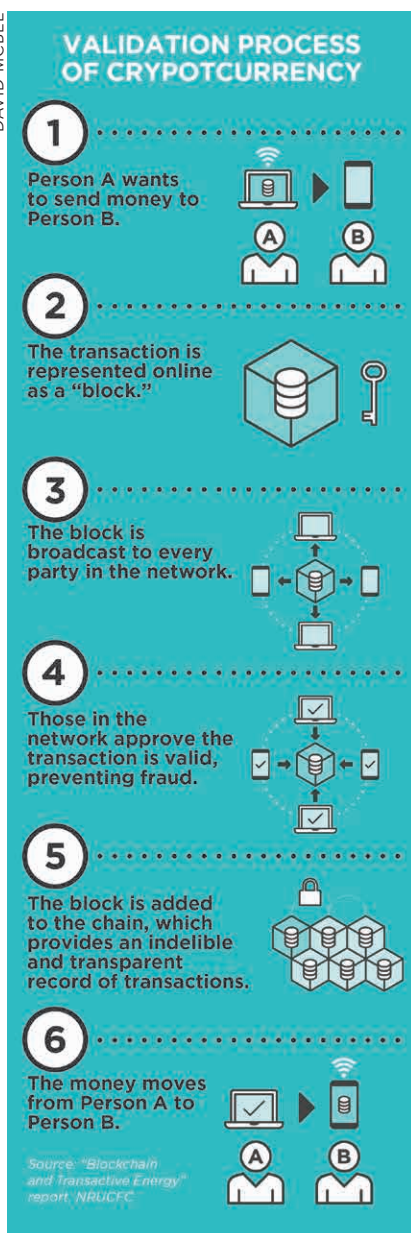 DAVID MCBEE
VALIDATION PROCESS
OF CRYPOTCURRENCY
1
Person A wants
to send money to
Person B.
A
B
2
The transaction is
represented online
as a “block.”
3
The block is
broadcast to every
party in the network.
4
Those in the
network approve the
transaction is valid,
preventing fraud.
5
The block is added
to the chain, which
provides an indelible
and transparent
record of transactions.
6
The money moves
from Person A to
Person B.
A
B
Source: "Blockchain
and Transactive Energy"
report, NRUCFC